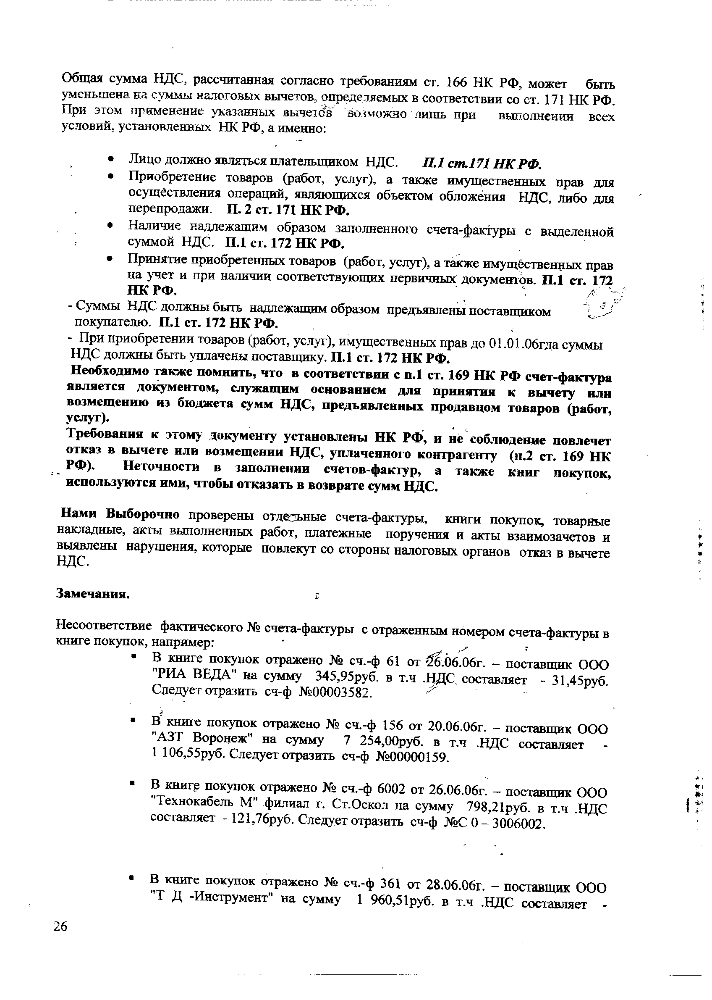 Общая сумма НДС, рассчитанная согласно требованиям ст. 166 НК РФ, может быть
уменьшена на суммы налоговых вычетов, определяемых в соответствии со ст. 171 НК РФ.
При этом применение указанных вычетов возможно лишь при выполнении всех
условий, установленных НК РФ, а именно:
• Лицо должно являться плательщиком НДС. П.1 ст.171 НК РФ.
• Приобретение товаров (работ, услуг), а также имущественных прав для
осуществления операций, являющихся объектом обложения НДС, либо для
перепродажи. П. 2 ст. 171 НК РФ.
• Наличие надлежащим образом заполненного счета-фактуры с выделенной
суммой НДС. П.1 ст. 172 НК РФ.
• Принятие приобретенных товаров (работ, услуг), а также имущественных прав
на учет и при наличии соответствующих первичных документов. П.1 ст. 172
НК РФ.
- Суммы НДС должны быть надлежащим образом предъявлены поставщиком
покупателю. П.1 ст. 172 НК РФ.
- При приобретении товаров (работ, услуг), имущественных прав до 01.01.06гда суммы
НДС должны быть уплачены поставщику. П.1 ст. 172 НК РФ.
Необходимо также помнить, что в соответствии с п.1 ст. 169 НК РФ счет-фактура
является документом, служащим основанием для принятия к вычету или
возмещению из бюджета сумм НДС, предъявленных продавцом товаров (работ,
услуг).
Требования к этому документу установлены НК РФ, и не соблюдение повлечет
отказ в вычете или возмещении НДС, уплаченного контрагенту (п.2 ст. 169 НК
РФ). Неточности в заполнении счетов-фактур, а также книг покупок,
используются ими, чтобы отказать в возврате сумм НДС.
Нами Выборочно проверены отдельные счета-фактуры, книги покупок, товарные
накладные, акты выполненных работ, платежные поручения и акты взаимозачетов и
выявлены нарушения, которые повлекут со стороны налоговых органов отказ в вычете
НДС.
Замечания.
Несоответствие фактического № счета-фактуры с отраженным номером счета-фактуры в
книге покупок, например:
▪ В книге покупок отражено № сч.-ф 61 от 26.06.06г. – поставщик ООО
"РИА ВЕДА" на сумму 345,95руб. в т.ч .НДС. составляет - 31,45руб.
Следует отразить сч-ф №00003582.
▪ В книге покупок отражено № сч.-ф 156 от 20.06.06г. – поставщик ООО
"АЗТ Воронеж" на сумму 7 254,00руб. в т.ч .НДС составляет -
1 106,55руб. Следует отразить сч-ф №00000159.
▪ В книге покупок отражено № сч.-ф 6002 от 26.06.06г. – поставщик ООО
"Технокабель М" филиал г. Ст.Оскол на сумму 798,21руб. в т.ч .НДС
составляет - 121,76руб. Следует отразить сч-ф №С 0 – 3006002.
▪ В книге покупок отражено № сч.-ф 361 от 28.06.06г. – поставщик ООО
"Т Д -Инструмент" на сумму 1 960,51руб. в т.ч .НДС составляет -
26